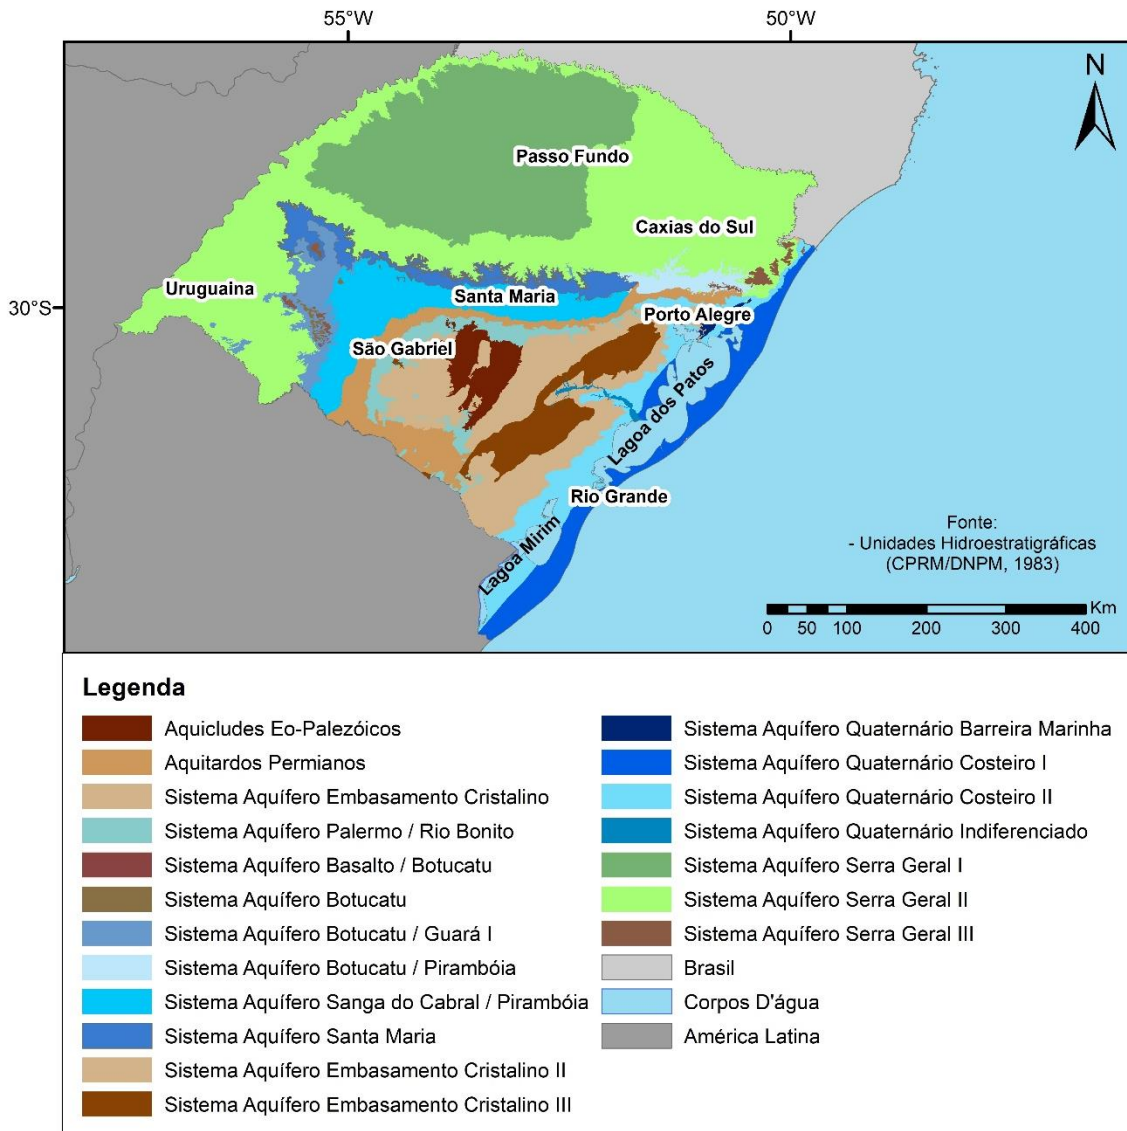 55°W
50°W
N
Passo Fundo
Caxias do Sul
Uruguaina
30°S
Santa Maria
Porto Alegre
São Gabriel
Lagoa dos Patos
Rio Grande
Lagoa Mirim
Fonte:
- Unidades Hidroestratigráficas
(CPRM/DNPM, 1983)
Km
0 50 100 200 300 400
Legenda
Aquicludes Eo-Palezóicos
Aquitardos Permianos
Sistema Aquífero Embasamento Cristalino
Sistema Aquífero Palermo / Rio Bonito
Sistema Aquífero Basalto / Botucatu
Sistema Aquífero Botucatu
Sistema Aquífero Botucatu / Guará I
Sistema Aquífero Botucatu / Pirambóia
Sistema Aquífero Sanga do Cabral / Pirambóia
Sistema Aquífero Santa Maria
Sistema Aquífero Embasamento Cristalino II
Sistema Aquífero Embasamento Cristalino III
Sistema Aquífero Quaternário Barreira Marinha
Sistema Aquífero Quaternário Costeiro I
Sistema Aquífero Quaternário Costeiro II
Sistema Aquífero Quaternário Indiferenciado
Sistema Aquífero Serra Geral I
Sistema Aquífero Serra Geral II
Sistema Aquífero Serra Geral III
Brasil
Corpos D'água
América Latina